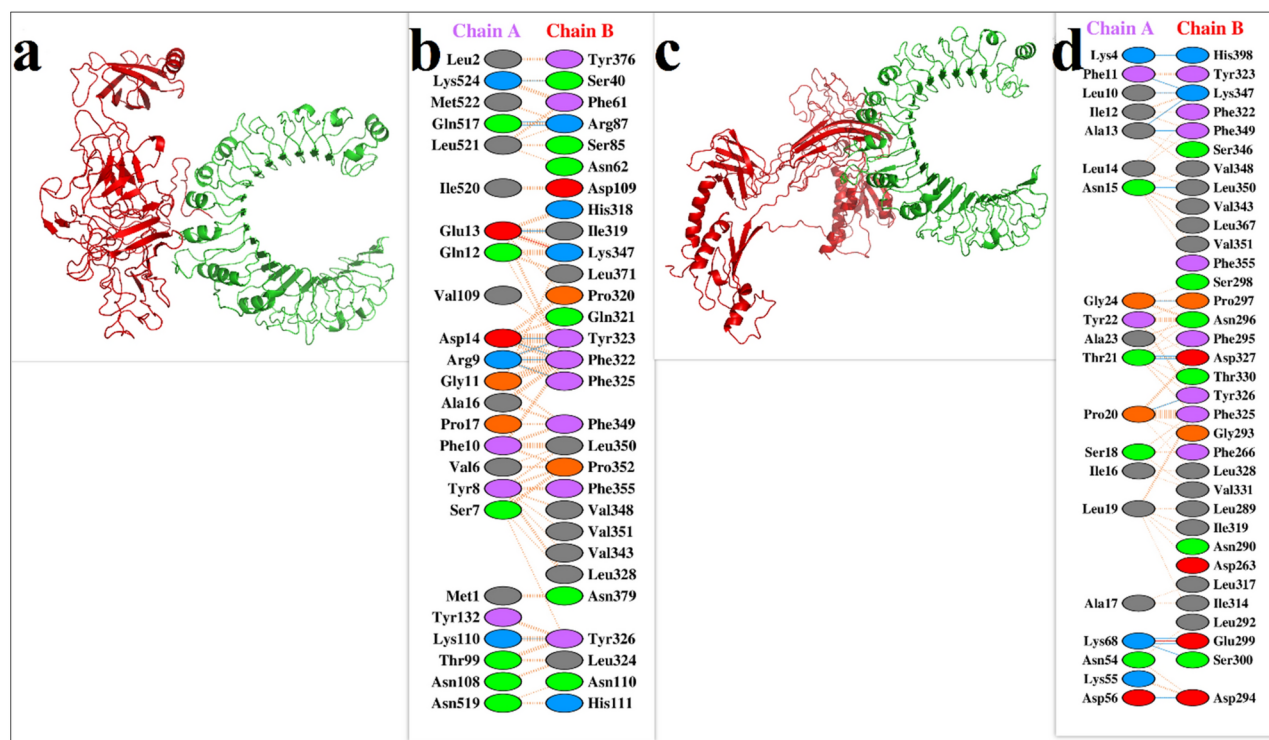 a
b
Chain A Chain B
Leu2 Tyr376
Lys524 Ser40
Met522 Phe61
Gln517 Arg87
Leu521 Ser85
Asn62
Ile520 Asp109
His318
Glu13 Ile319
Gln12 Lys347
Leu371
Val109 Pro320
Gln321
Asp14 Tyr323
Arg9 Phe322
Gly11 Phe325
Ala16
Pro17 Phe349
Phe10 Leu350
Val6 Pro352
Tyr8 Phe355
Ser7 Val348
Val351
Val343
Leu328
Met1 Asn379
Tyr132
Lys110 Tyr326
Thr99 Leu324
Asn108 Asn110
Asn519 His111
c
d
Chain A Chain B
Lys4 His398
Phe11 Tyr323
Leu10 Lys347
Ile12 Phe322
Ala13 Phe349
Ser346
Leu14 Val348
Asn15 Leu350
Val343
Leu367
Val351
Phe355
Ser298
Gly24 Pro297
Tyr22 Asn296
Ala23 Phe295
Thr21 Asp327
Thr330
Tyr326
Pro20 Phe325
Gly293
Ser18 Phe266
Ile16 Leu328
Val331
Leu19 Leu289
Ile319
Asn290
Asp263
Leu317
Ala17 Ile314
Leu292
Lys68 Glu299
Asn54 Ser300
Lys55
Asp56 Asp294